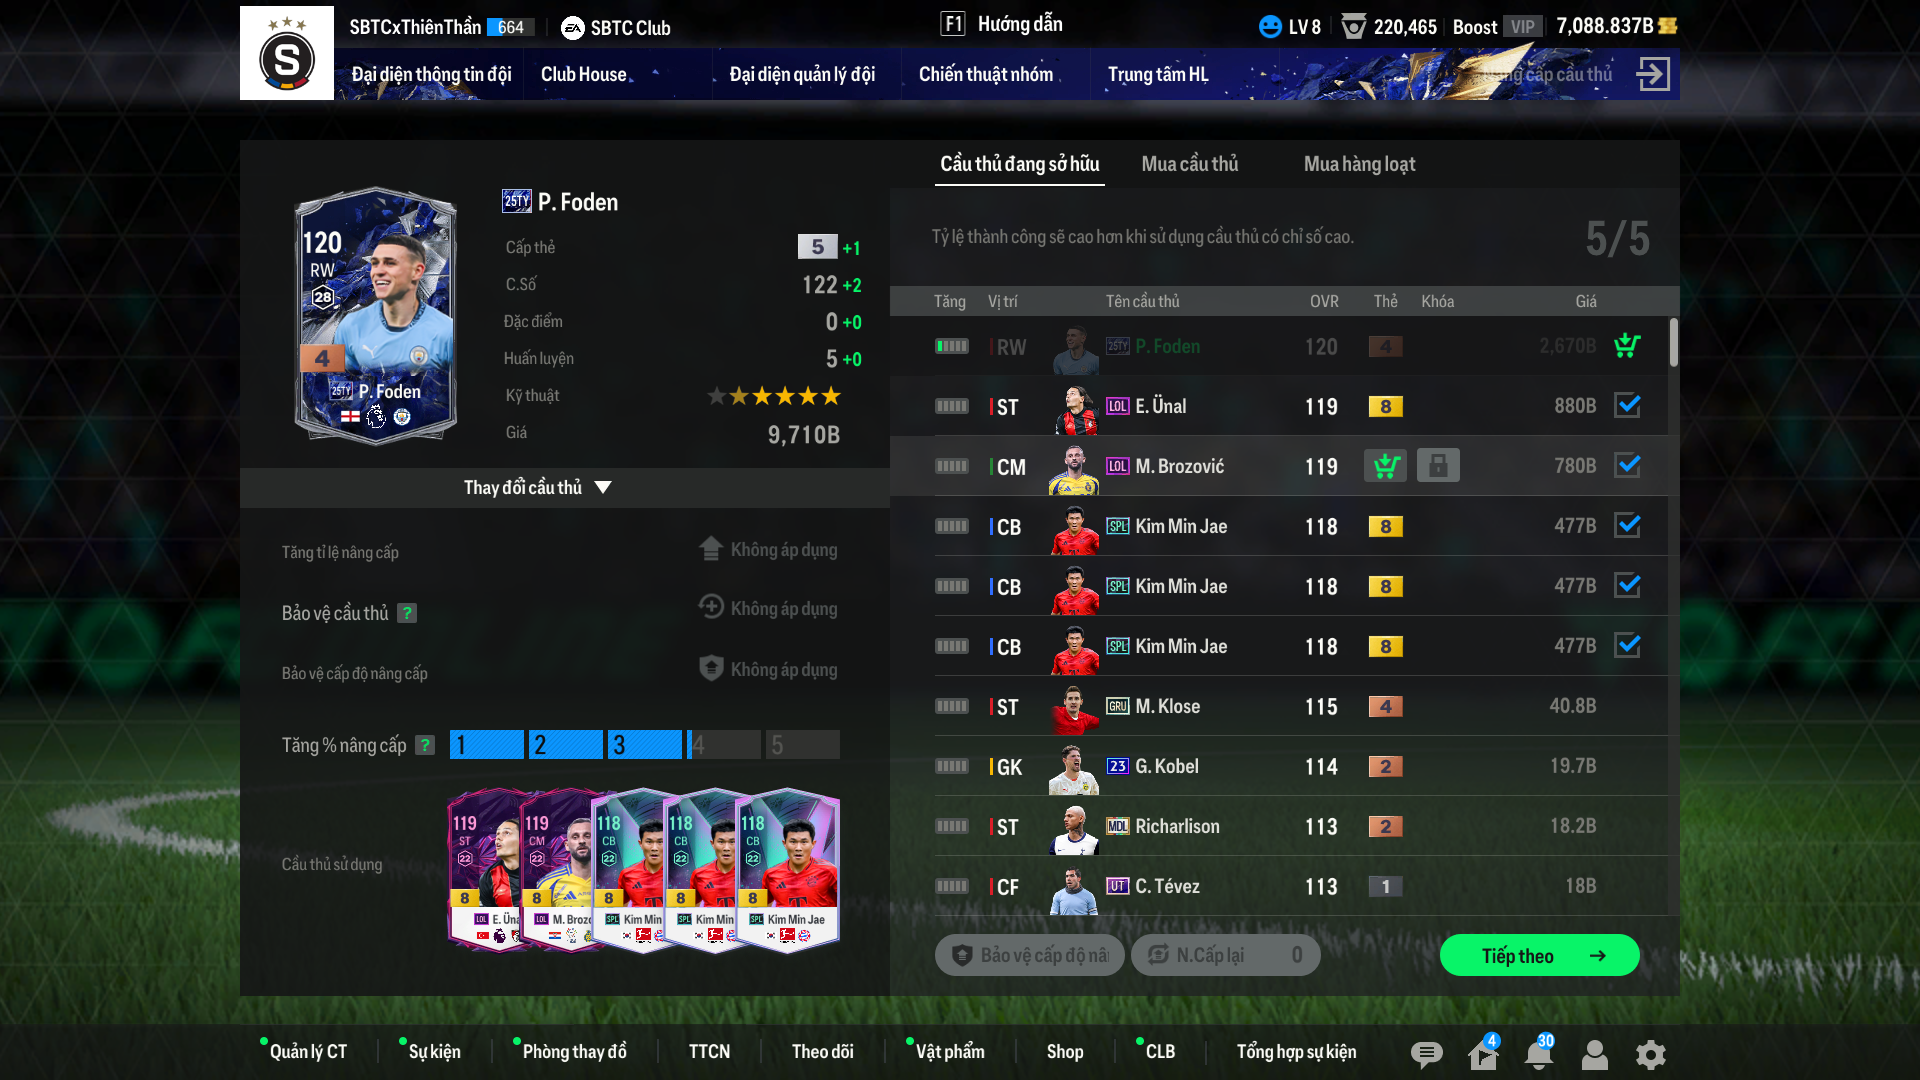 SBTCxThiênThần 664 SBTC Club
F1 Hướng dẫn
LV 8 220,465 Boost VIP 7,088.837B
Đại diện thông tin đội Club House Đại diện quản lý đội Chiến thuật nhóm Trung tâm HL Nâng cấp cầu thủ
Cầu thủ đang sở hữu Mua cầu thủ Mua hàng loạt
Tỷ lệ thành công sẽ cao hơn khi sử dụng cầu thủ có chỉ số cao. 5/5
120
RW
28
4
25TY P. Foden
25TY P. Foden
Cấp thẻ 5 +1
C.Số 122 +2
Đặc điểm 0 +0
Huấn luyện 5 +0
Kỹ thuật
Giá 9,710B
Thay đổi cầu thủ
Tăng tỉ lệ nâng cấp Không áp dụng
Bảo vệ cầu thủ ? Không áp dụng
Bảo vệ cấp độ nâng cấp Không áp dụng
Tăng % nâng cấp ? 1 2 3 4 5
Cầu thủ sử dụng
119 ST 22 8 LOL E. Üna
119 CM 22 8 LOL M. Brozo
118 CB 22 8 SPL Kim Min
118 CB 22 8 SPL Kim Min
118 CB 22 8 SPL Kim Min Jae
Tăng Vị trí Tên cầu thủ OVR Thẻ Khóa Giá
RW 25TY P. Foden 120 4 2,670B
ST LOL E. Ünal 119 8 880B
CM LOL M. Brozović 119 780B
CB SPL Kim Min Jae 118 8 477B
CB SPL Kim Min Jae 118 8 477B
CB SPL Kim Min Jae 118 8 477B
ST GRU M. Klose 115 4 40.8B
GK 23 G. Kobel 114 2 19.7B
ST MDL Richarlison 113 2 18.2B
CF UT C. Tévez 113 1 18B
Bảo vệ cấp độ nân N.Cấp lại 0 Tiếp theo
Quản lý CT Sự kiện Phòng thay đồ TTCN Theo dõi Vật phẩm Shop CLB Tổng hợp sự kiện 4 30